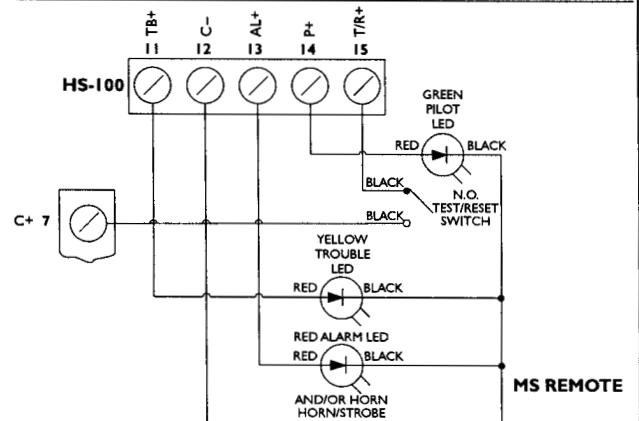 TB+ C− AL+ P+ T/R+
11 12 13 14 15
HS-100
GREEN
PILOT
LED
RED BLACK
BLACK
N.O.
TEST/RESET
SWITCH
C+ 7
BLACK
YELLOW
TROUBLE
LED
RED BLACK
RED ALARM LED
RED BLACK
MS REMOTE
AND/OR HORN
HORN/STROBE